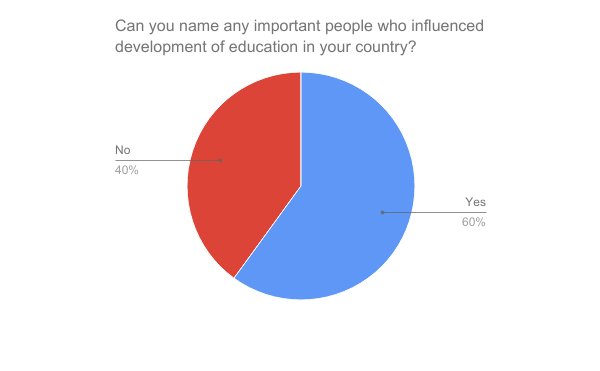 Can you name any important people who influenced
development of education in your country?
No
40%
Yes
60%